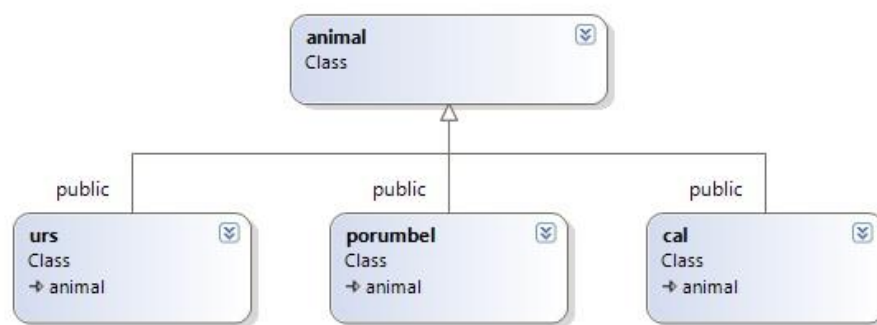 animal
Class
public
public
public
urs
Class
animal
porumbel
Class
animal
cal
Class
animal